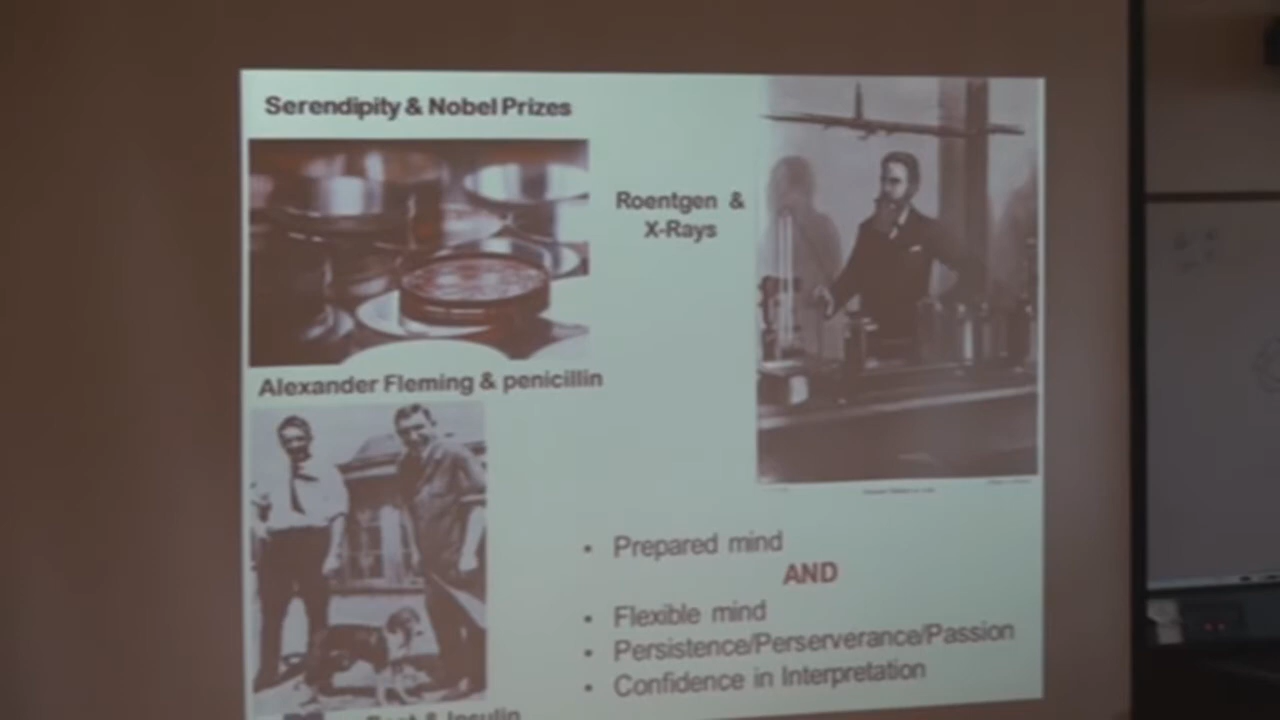 Serendipity & Nobel Prizes
Roentgen &
X-Rays
Alexander Fleming & penicillin
• Prepared mind
AND
• Flexible mind
• Persistence/Perserverance/Passion
• Confidence in Interpretation
& Insulin